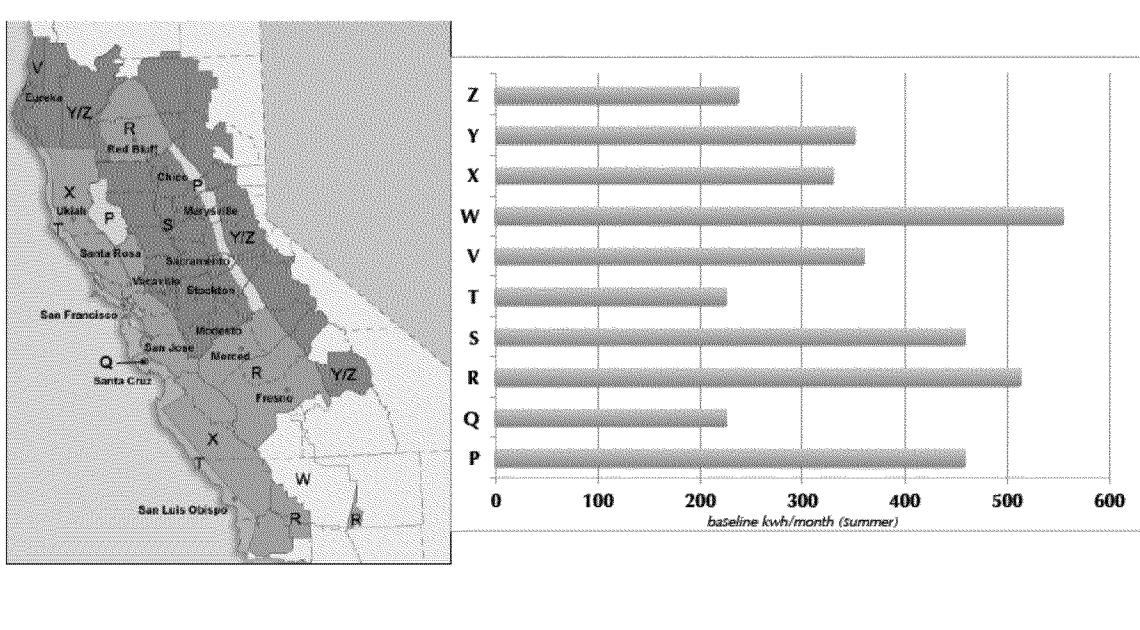 V
Eureka
Y/Z
R
Red Bluff
Chico
P
X
Ukiah
P
Marysville
T
S
Y/Z
Santa Rosa
Sacramento
Vacaville
Stockton
San Francisco
Modesto
San Jose
Merced
Q
Santa Cruz
R
Y/Z
Fresno
X
T
W
San Luis Obispo
R
R
Z
Y
X
W
V
T
S
R
Q
P
0 100 200 300 400 500 600
baseline kwh/month (summer)